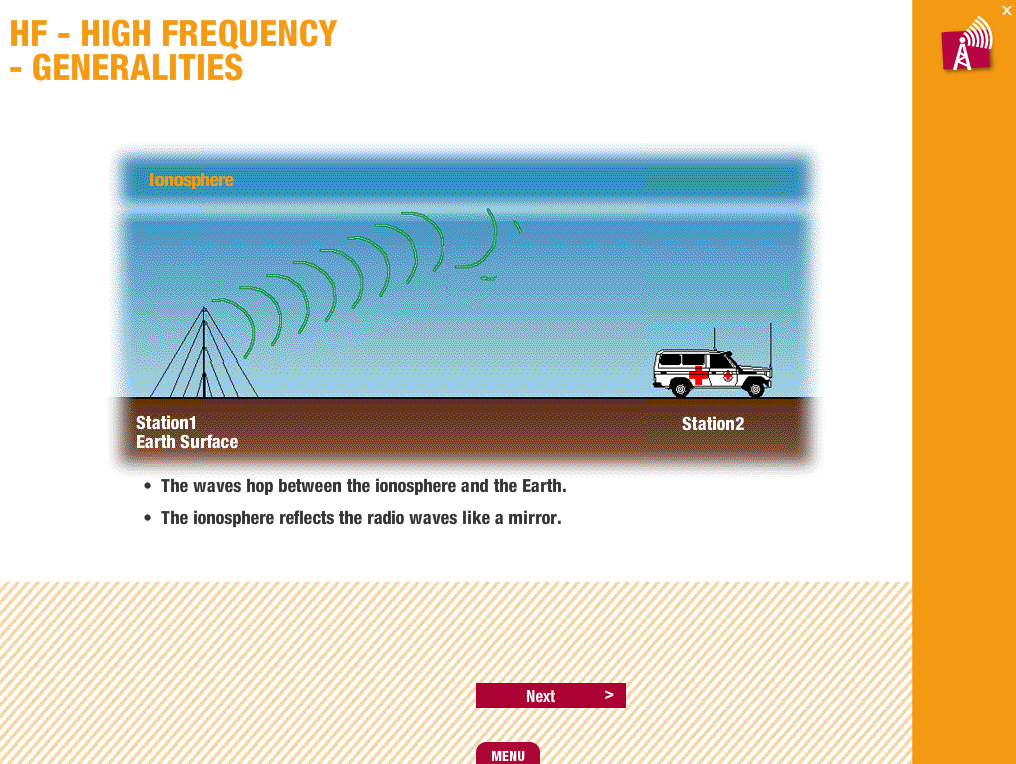 HF - HIGH FREQUENCY
- GENERALITIES
X
Ionosphere
Station1
Earth Surface
Station2
• The waves hop between the ionosphere and the Earth.
• The ionosphere reflects the radio waves like a mirror.
Next >
MENU